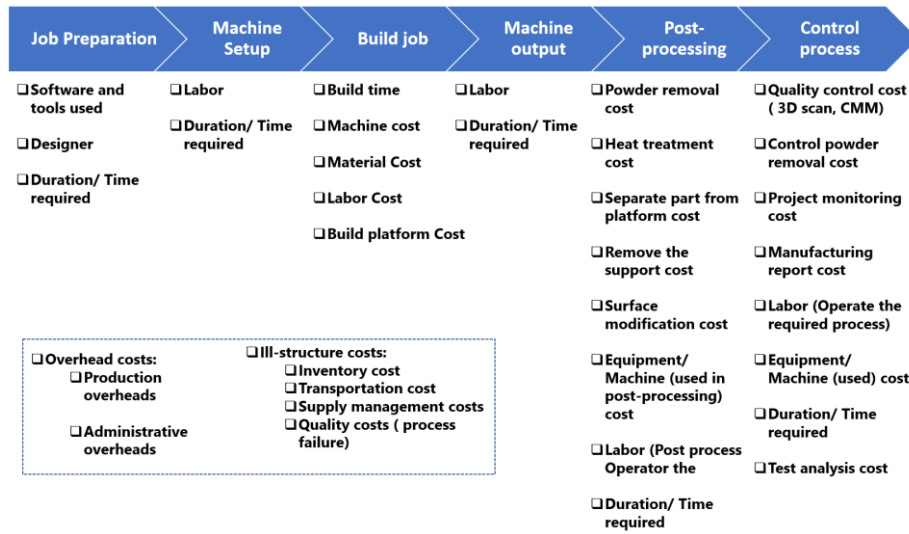 Job Preparation
Machine
Setup
Build job
Machine
output
Post-
processing
Control
process
❑Software and
tools used
❑Designer
❑Duration/ Time
required
❑Labor
❑Duration/ Time
required
❑Build time
❑Machine cost
❑Material Cost
❑Labor Cost
❑Build platform Cost
❑Labor
❑Duration/ Time
required
❑Powder removal
cost
❑Heat treatment
cost
❑Separate part from
platform cost
❑Remove the
support cost
❑Surface
modification cost
❑Equipment/
Machine (used in
post-processing)
cost
❑Labor (Post process
Operator the
❑Duration/ Time
required
❑Quality control cost
( 3D scan, CMM)
❑Control powder
removal cost
❑Project monitoring
cost
❑Manufacturing
report cost
❑Labor (Operate the
required process)
❑Equipment/
Machine (used) cost
❑Duration/ Time
required
❑Test analysis cost
❑Overhead costs:
❑Production
overheads
❑Administrative
overheads
❑Ill-structure costs:
❑Inventory cost
❑Transportation cost
❑Supply management costs
❑Quality costs ( process
failure)